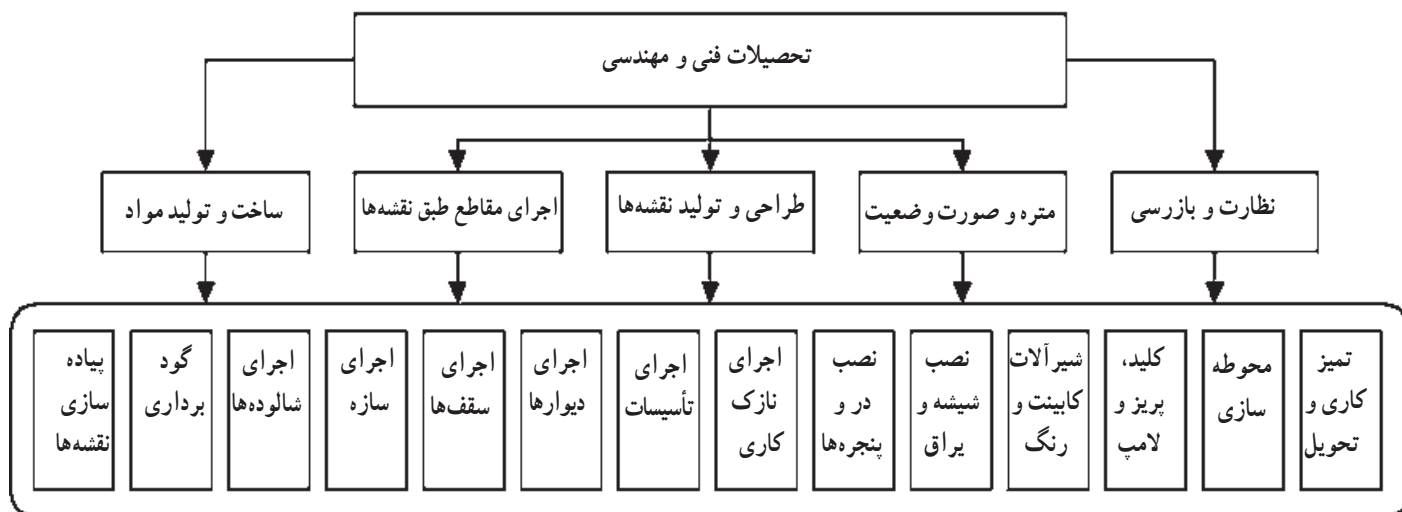 تحصیلات فنی و مهندسی
نظارت و بازرسی
متره و صورت وضعیت
طراحی و تولید نقشه‌ها
اجرای مقاطع طبق نقشه‌ها
ساخت و تولید مواد
تمیز
کاری و
تحویل
محوطه
سازی
کلید،
پریز و
لامپ
شیرآلات
کابینت و
رنگ
نصب
شیشه و
یراق
نصب
در و
پنجره‌ها
اجرای
نازک
کاری
اجرای
تأسیسات
اجرای
دیوارها
اجرای
سقف‌ها
اجرای
سازه
اجرای
شالوده‌ها
گود
برداری
پیاده
سازی
نقشه‌ها